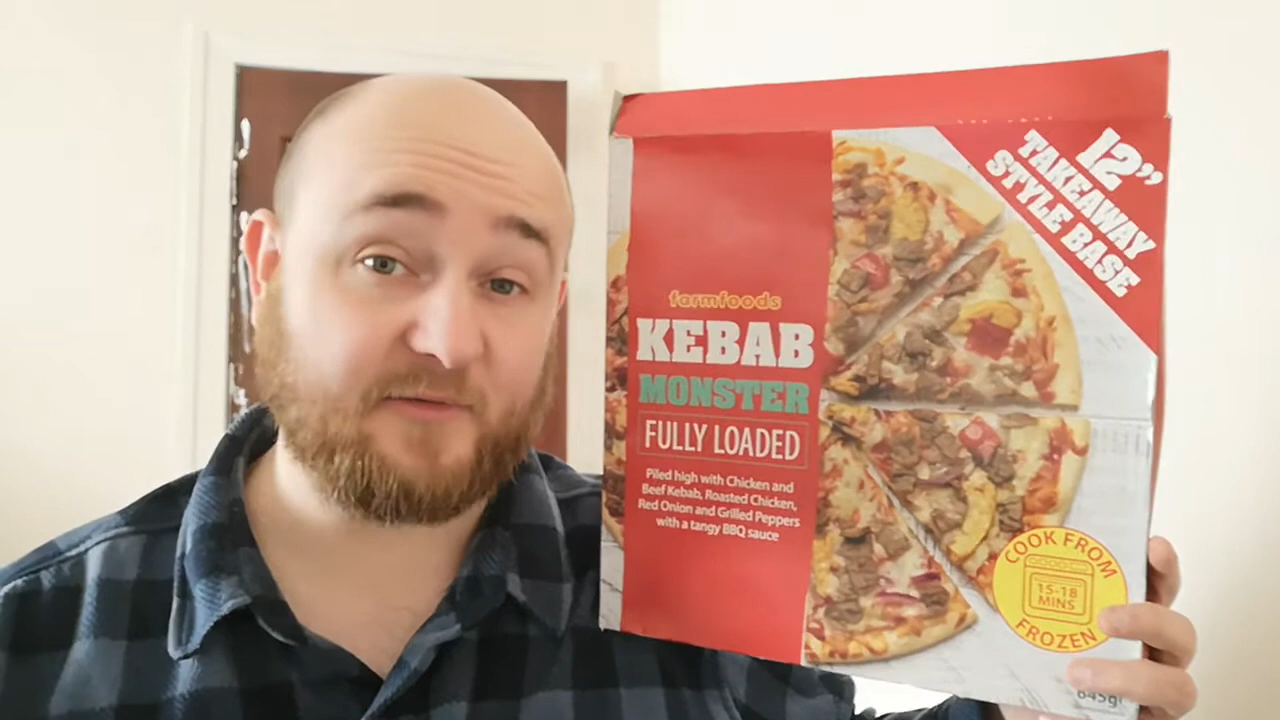 12”
TAKEAWAY
STYLE BASE
farmfoods
KEBAB
MONSTER
FULLY LOADED
Piled high with Chicken and
Beef Kebab, Roasted Chicken,
Red Onion and Grilled Peppers
with a tangy BBQ sauce
COOK FROM
15-18
MINS
FROZEN
645g